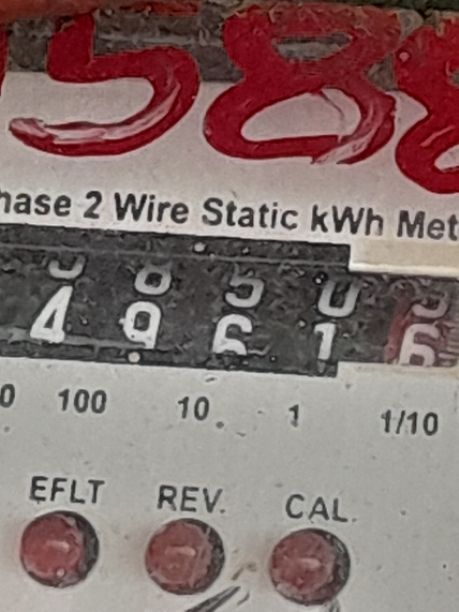 588
hase 2 Wire Static kWh Met
4 9 6 1 6
0 100 10 1 1/10
EFLT REV. CAL.